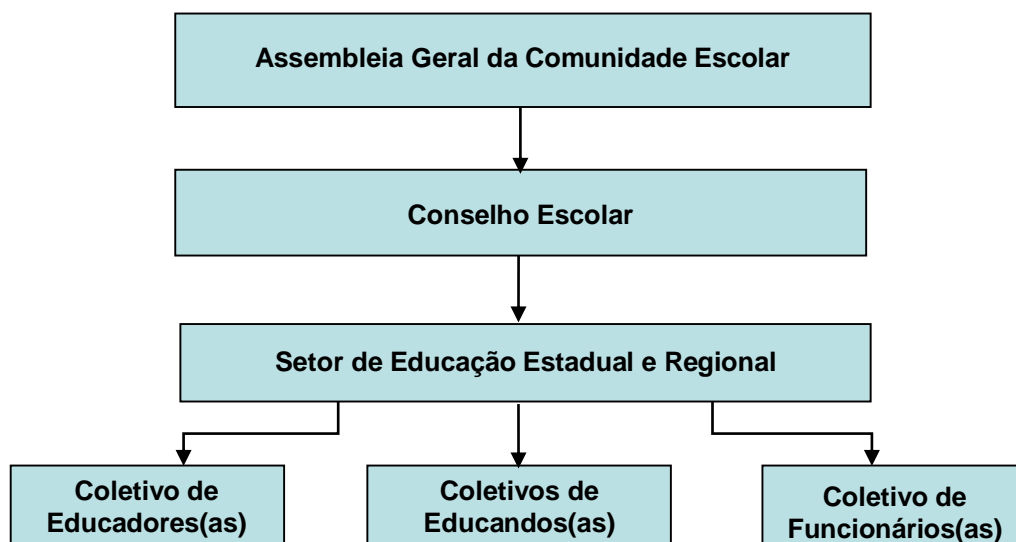 Assembleia Geral da Comunidade Escolar
Conselho Escolar
Setor de Educação Estadual e Regional
Coletivo de
Educadores(as)
Coletivos de
Educandos(as)
Coletivo de
Funcionários(as)